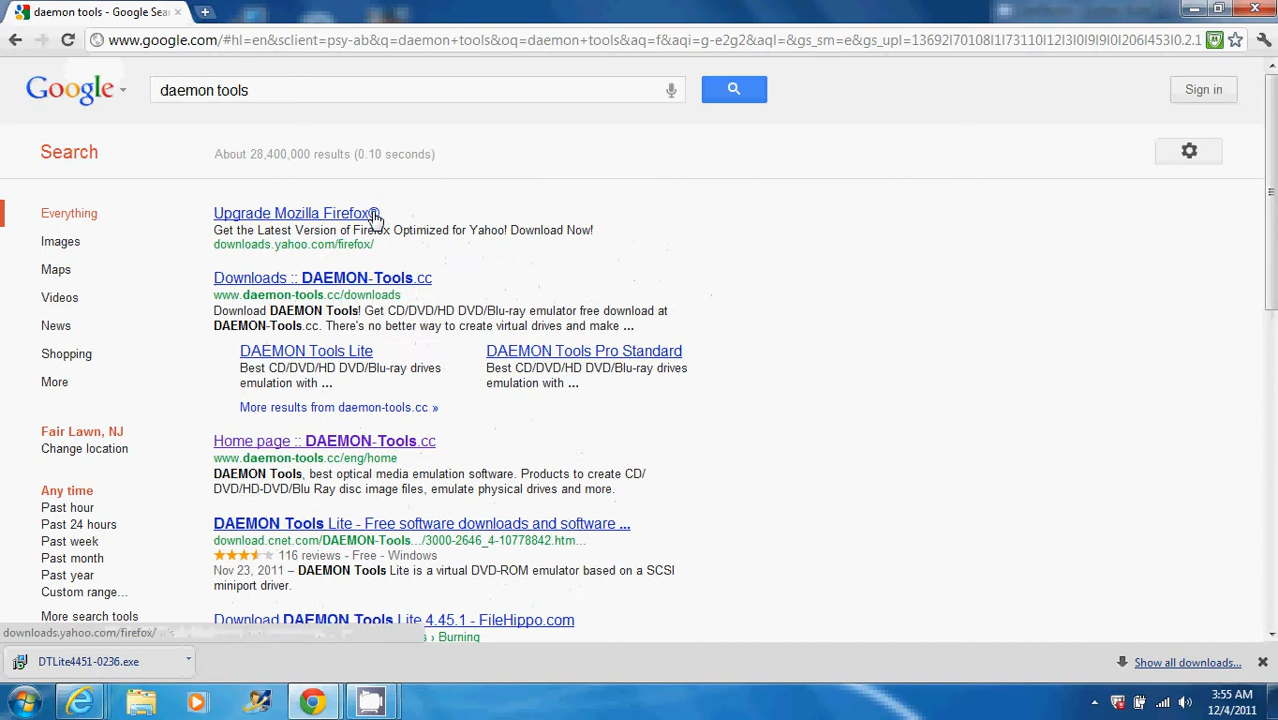 daemon tools - Google Sea
www.google.com/#hl=en&sclient=psy-ab&q=daemon+tools&oq=daemon+tools&aq=f&aqi=g-e2g2&aql=&gs_sm=e&gs_upl=13692l70108l1l73110l12l3l0l9l9l0l206l453l0.2.1
Google
daemon tools
Sign in
Search
About 28,400,000 results (0.10 seconds)
Everything
Images
Maps
Videos
News
Shopping
More
Fair Lawn, NJ
Change location
Any time
Past hour
Past 24 hours
Past week
Past month
Past year
Custom range...
More search tools
Upgrade Mozilla Firefox®
Get the Latest Version of Firefox Optimized for Yahoo! Download Now!
downloads.yahoo.com/firefox/
Downloads :: DAEMON-Tools.cc
www.daemon-tools.cc/downloads
Download DAEMON Tools! Get CD/DVD/HD DVD/Blu-ray emulator free download at
DAEMON-Tools.cc. There's no better way to create virtual drives and make ...
DAEMON Tools Lite
Best CD/DVD/HD DVD/Blu-ray drives
emulation with ...
DAEMON Tools Pro Standard
Best CD/DVD/HD DVD/Blu-ray drives
emulation with ...
More results from daemon-tools.cc »
Home page :: DAEMON-Tools.cc
www.daemon-tools.cc/eng/home
DAEMON Tools, best optical media emulation software. Products to create CD/
DVD/HD-DVD/Blu Ray disc image files, emulate physical drives and more.
DAEMON Tools Lite - Free software downloads and software ...
download.cnet.com/DAEMON-Tools.../3000-2646_4-10778842.htm...
116 reviews - Free - Windows
Nov 23, 2011 – DAEMON Tools Lite is a virtual DVD-ROM emulator based on a SCSI
miniport driver.
Download DAEMON Tools Lite 4.45.1 - FileHippo.com
› Burning
downloads.yahoo.com/firefox/
DTLite4451-0236.exe
Show all downloads...
3:55 AM
12/4/2011